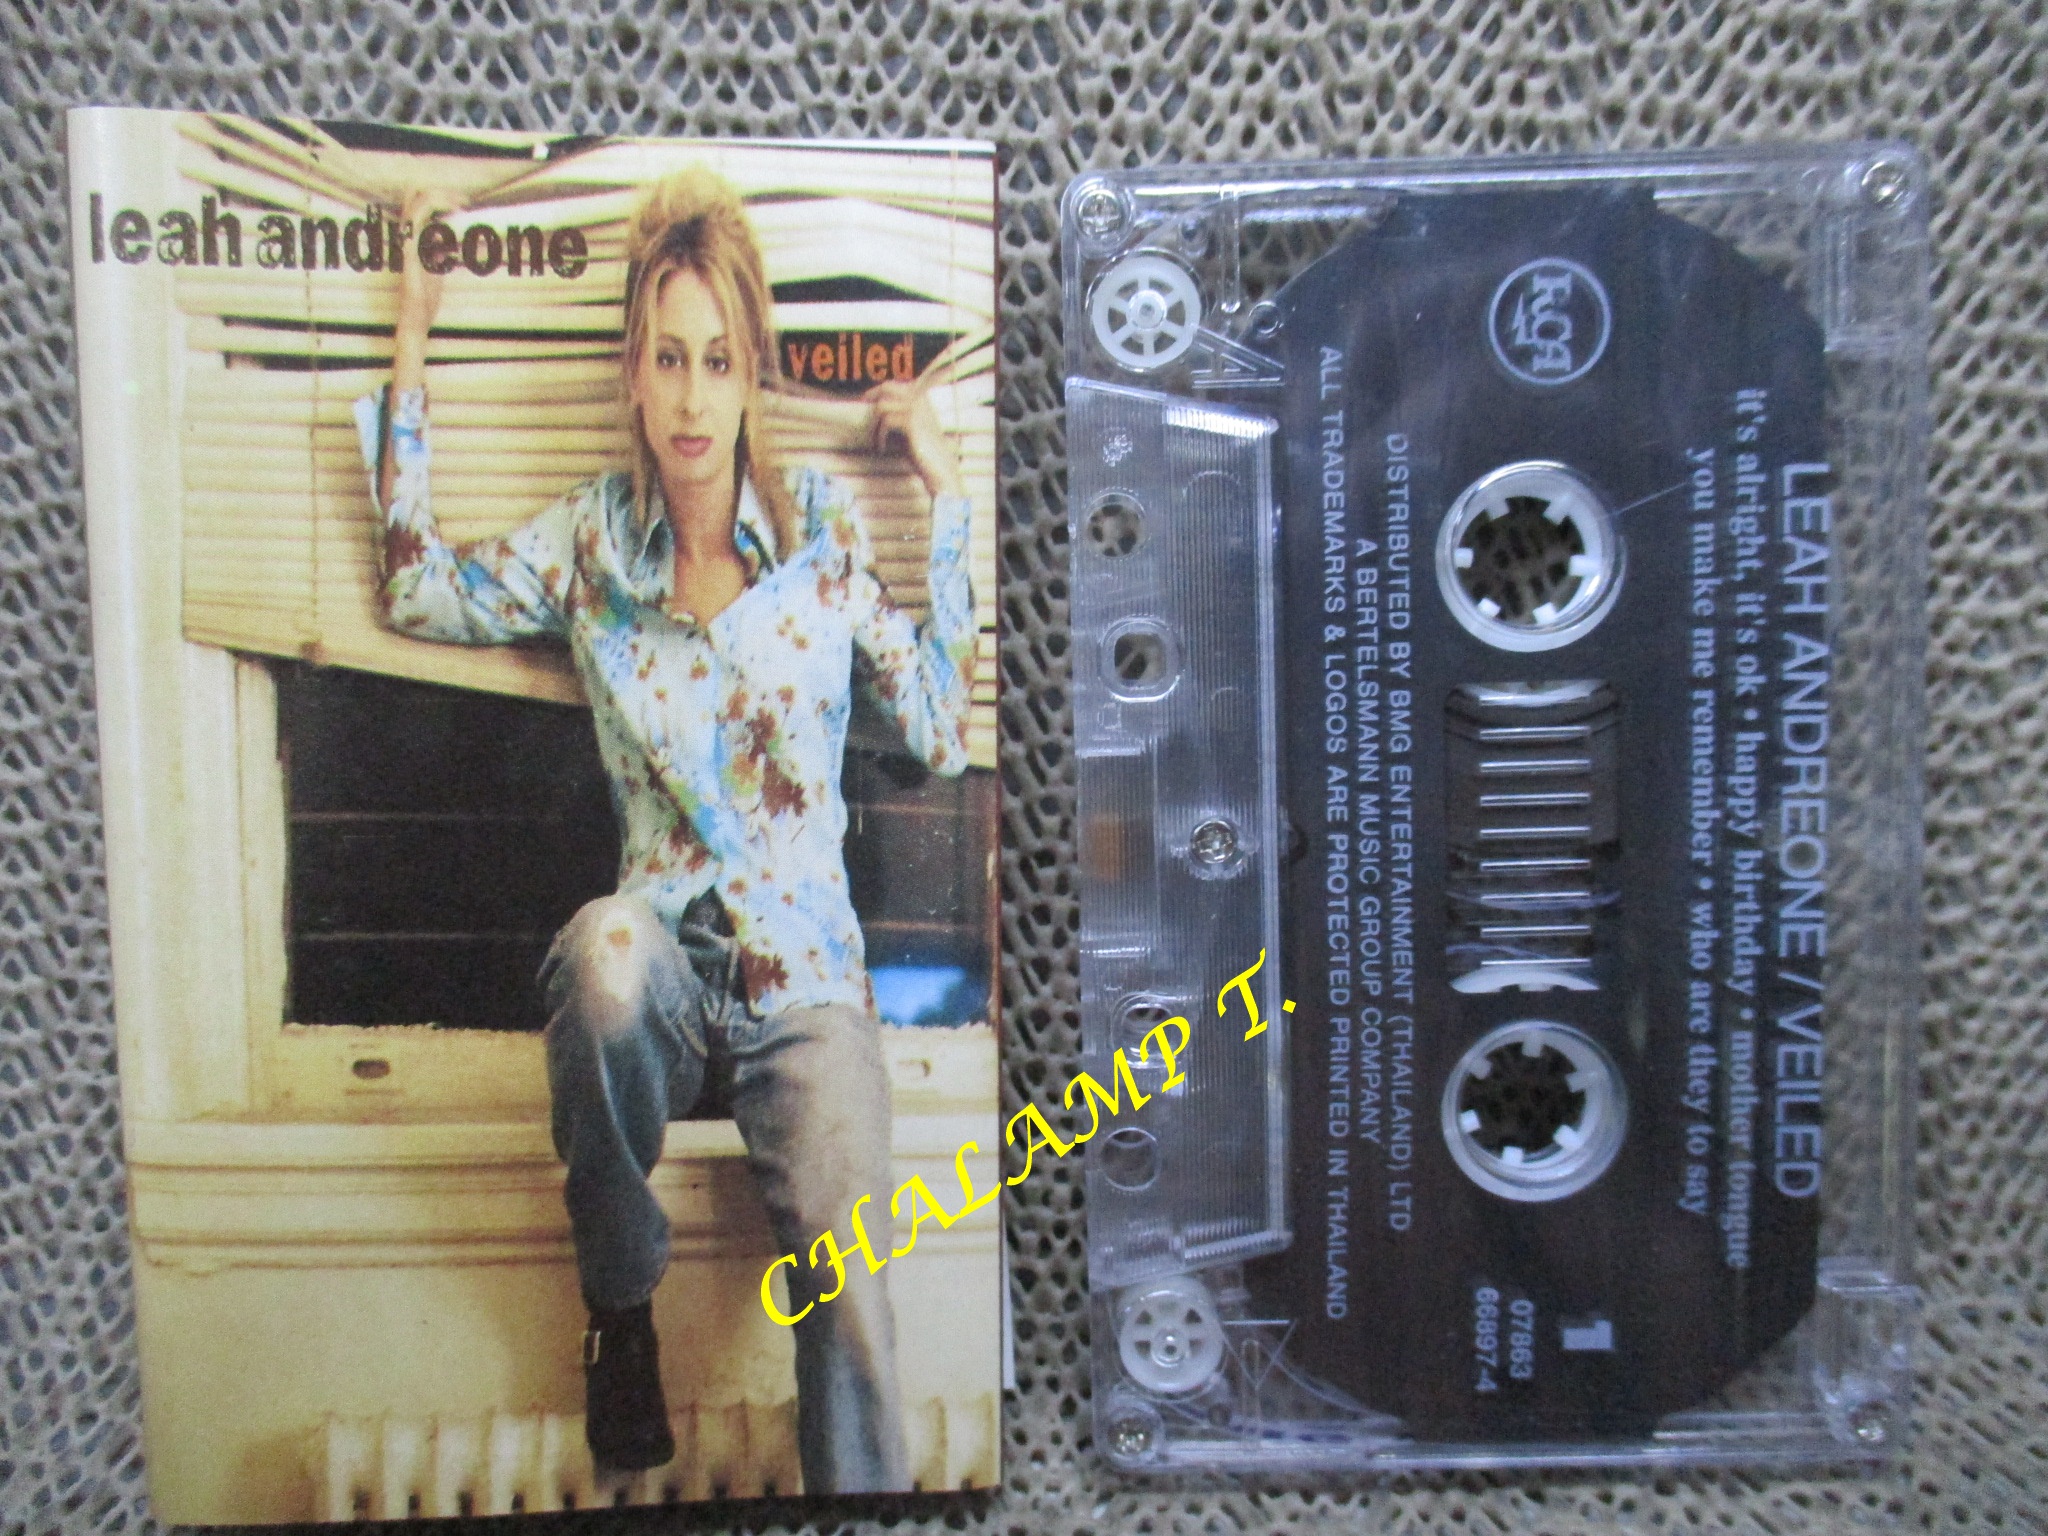 leah andreone
veiled
RCA
LEAH ANDREONE / VEILED
it's alright, it's ok • happy birthday • mother tongue
you make me remember • who are they to say
1
07863
66897-4
DISTRIBUTED BY BMG ENTERTAINMENT (THAILAND) LTD
A BERTELSMANN MUSIC GROUP COMPANY
ALL TRADEMARKS & LOGOS ARE PROTECTED PRINTED IN THAILAND
CHALAMP T.